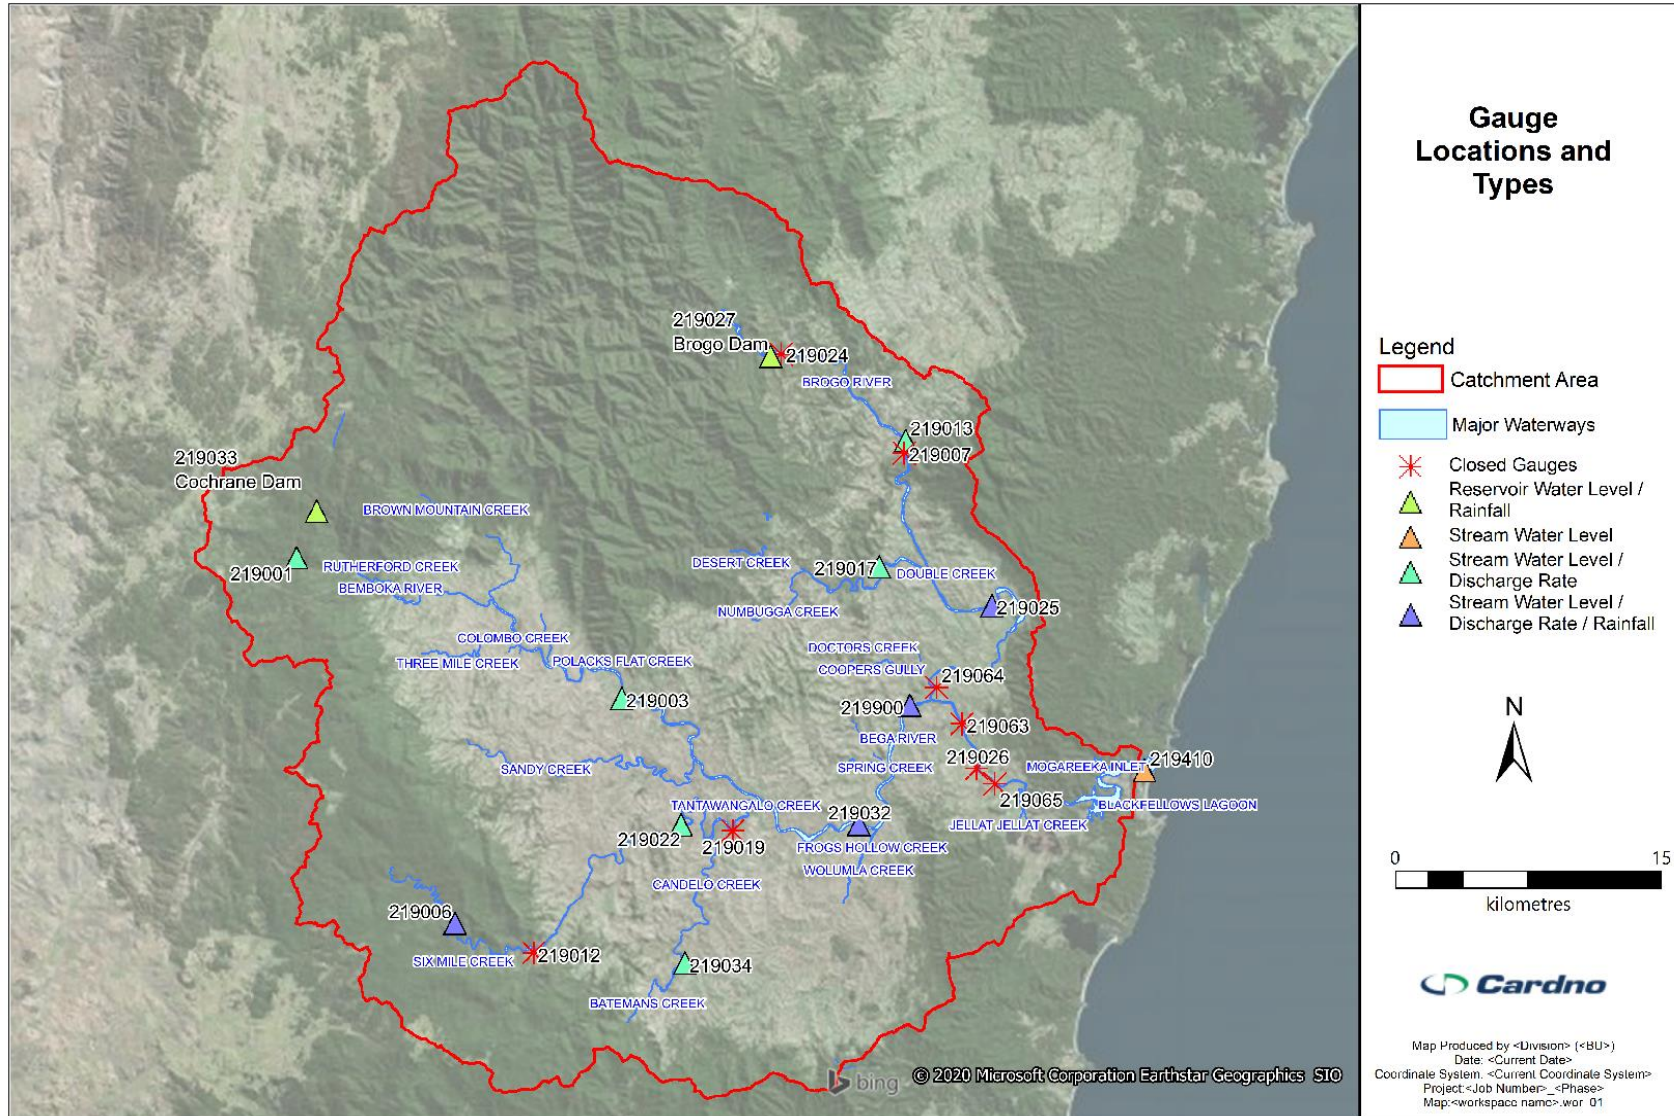 Gauge
Locations and
Types
219027
Brogo Dam
219024
BROGO RIVER
219013
219007
219033
Cochrane Dam
BROWN MOUNTAIN CREEK
219001
RUTHERFORD CREEK
BEMBOKA RIVER
DESERT CREEK
219017
DOUBLE CREEK
NUMBUGGA CREEK
219025
COLOMBO CREEK
THREE MILE CREEK
POLACKS FLAT CREEK
DOCTORS CREEK
COOPERS GULLY
219064
219003
219900
219063
BEGA RIVER
SANDY CREEK
SPRING CREEK
219026
MOGAREEKA INLET
219410
219065
BLACKFELLOWS LAGOON
TANTAWANGALO CREEK
219032
JELLAT JELLAT CREEK
219022
219019
FROGS HOLLOW CREEK
WOLUMLA CREEK
CANDELO CREEK
219006
SIX MILE CREEK
219012
219034
BATEMANS CREEK
bing
© 2020 Microsoft Corporation Earthstar Geographics SIO
Legend
Catchment Area
Major Waterways
Closed Gauges
Reservoir Water Level /
Rainfall
Stream Water Level
Stream Water Level /
Discharge Rate
Stream Water Level /
Discharge Rate / Rainfall
N
0 15
kilometres
Cardno
Map Produced by <Division> (<BU>)
Date: <Current Date>
Coordinate System: <Current Coordinate System>
Project:<Job Number>_<Phase>
Map:<workspace name>.wor 01